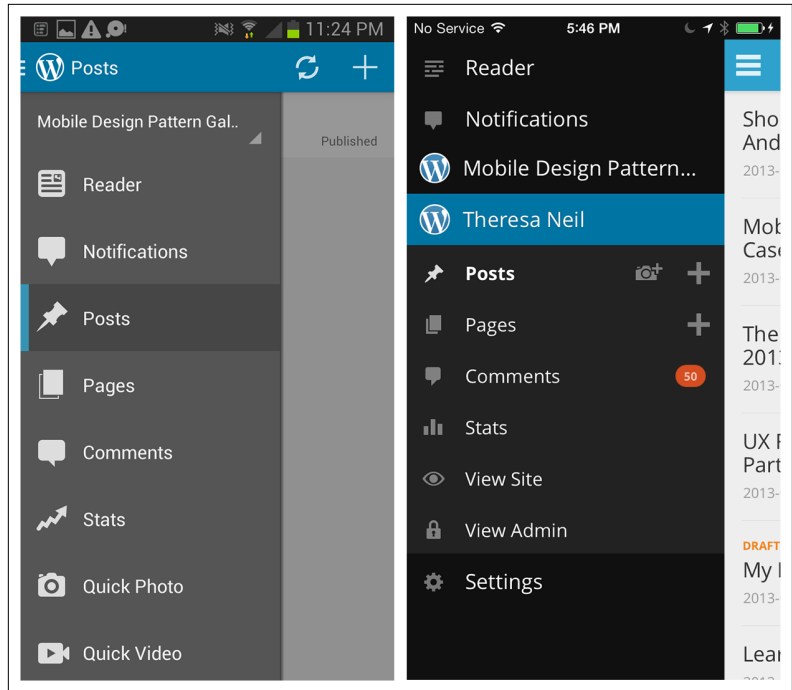 11:24 PM
Posts
Mobile Design Pattern Gal..
Published
Reader
Notifications
Posts
Pages
Comments
Stats
Quick Photo
Quick Video
No Service
5:46 PM
Reader
Notifications
Mobile Design Pattern...
Theresa Neil
Posts
Pages
Comments
50
Stats
View Site
View Admin
Settings
Sho
And
2013-
Mob
Case
2013-
The
201
2013-
UX
Part
2013-
DRAFT
My
2013-
Lear